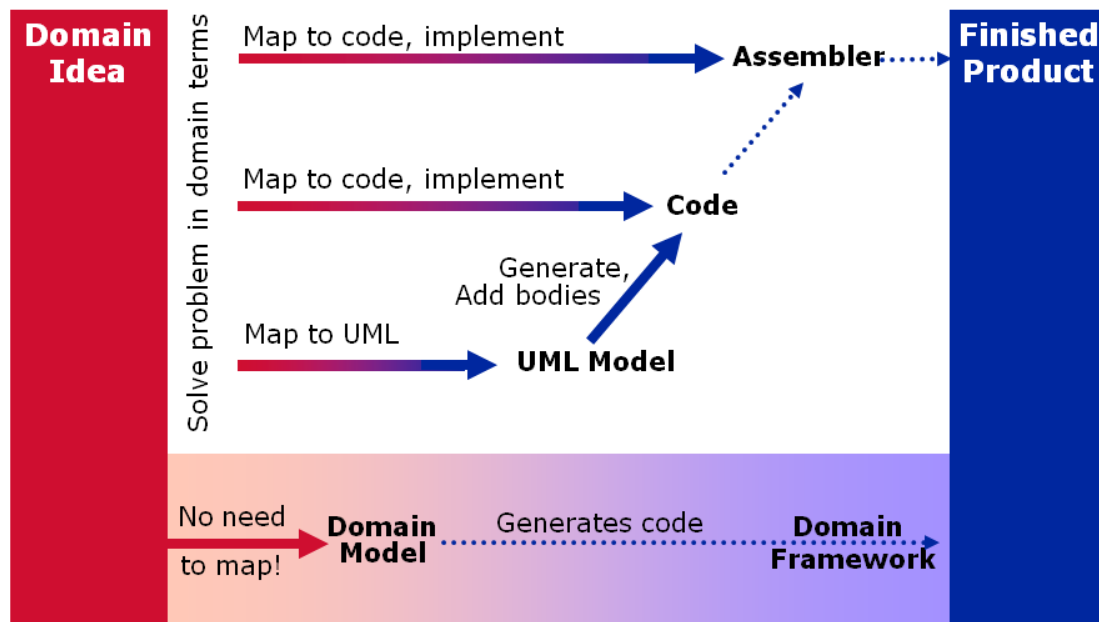 Domain
Idea
Solve problem in domain terms
Map to code, implement
Assembler
Finished
Product
Map to code, implement
Code
Generate,
Add bodies
Map to UML
UML Model
No need
to map!
Domain
Model
Generates code
Domain
Framework